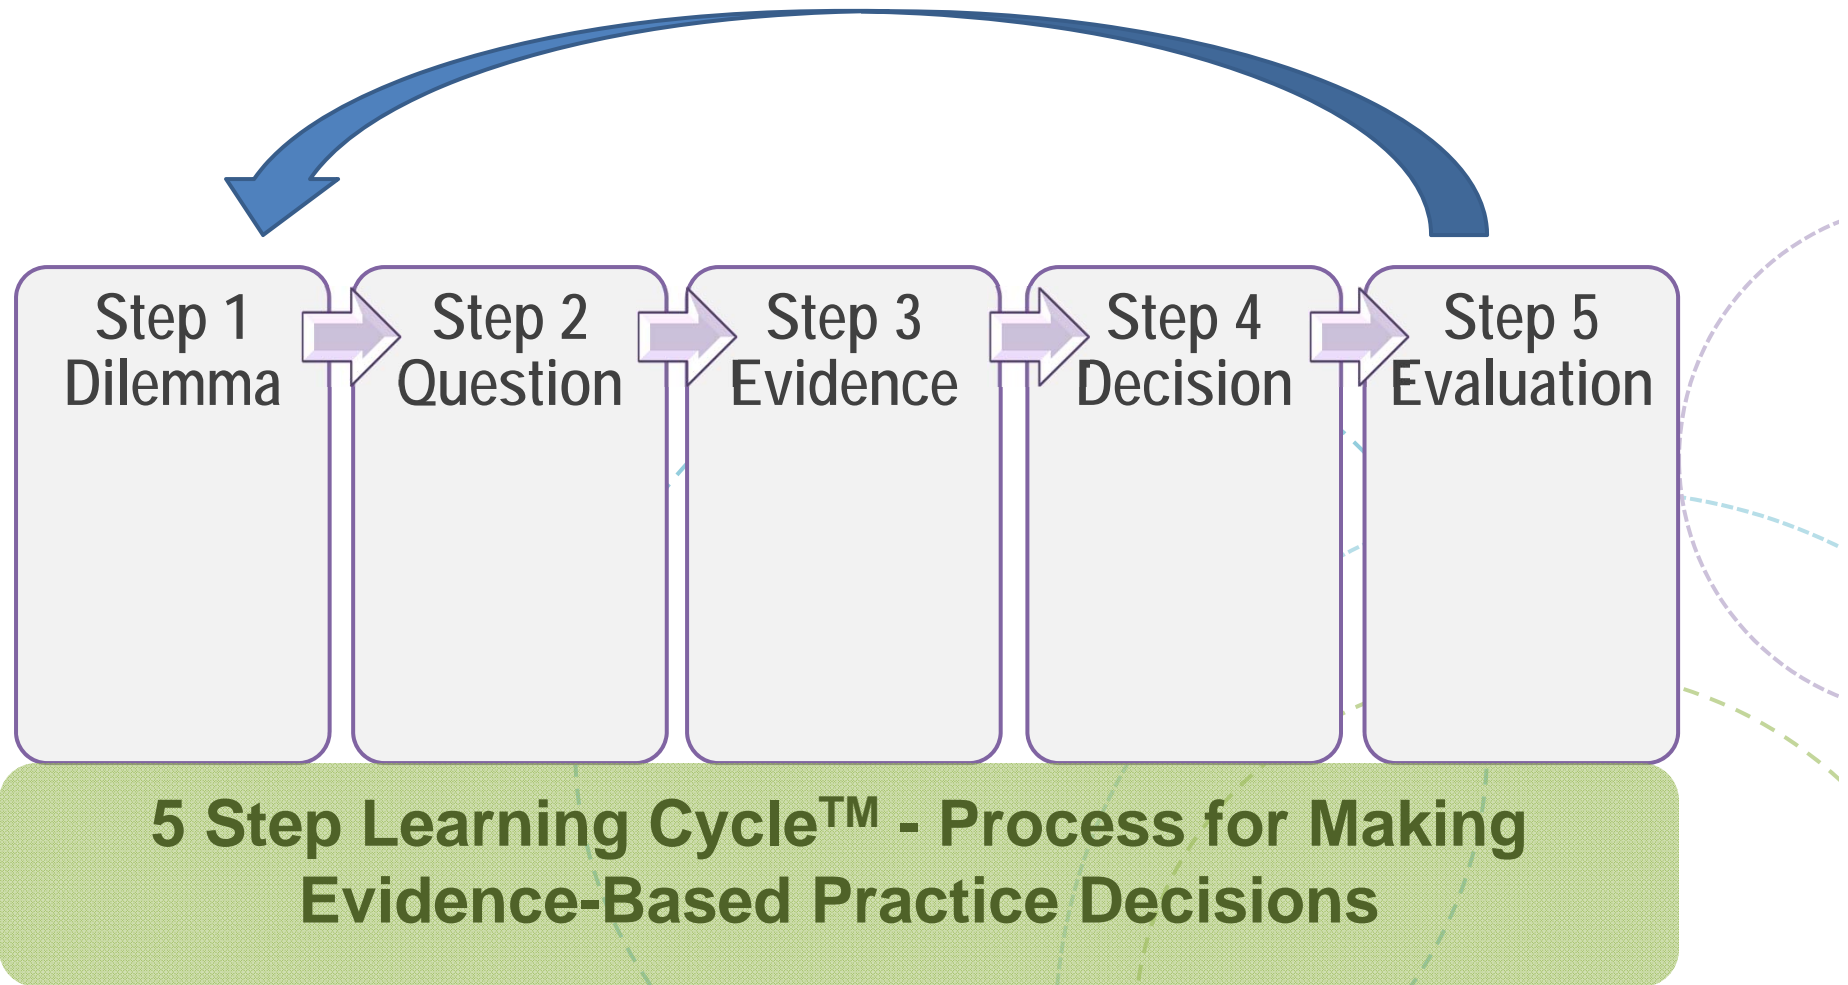 Step 1
Dilemma
Step 2
Question
Step 3
Evidence
Step 4
Decision
Step 5
Evaluation
5 Step Learning Cycle™ - Process for Making
Evidence-Based Practice Decisions